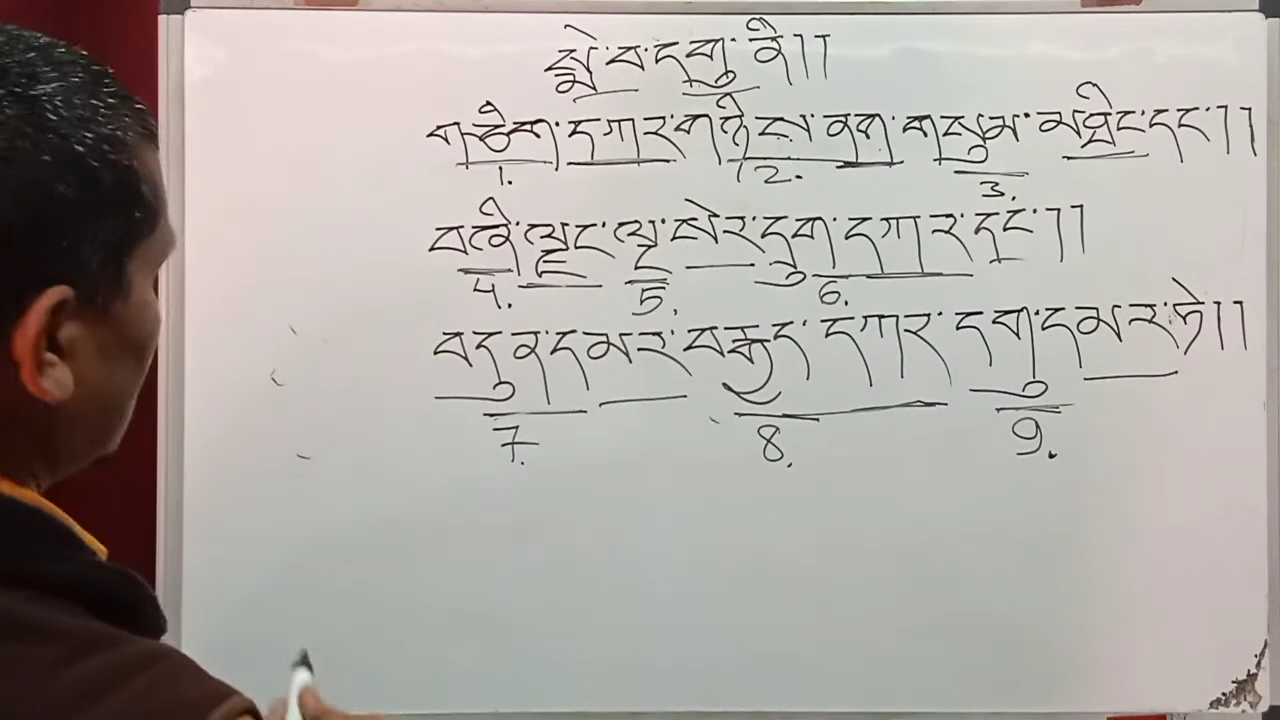 སྨེ་བ་དགུ་ནི།།
གཅིག་དཀར་གཉིས་ནག་གསུམ་མཐིང་དང་།།
1. 2. 3.
བཞི་ལྗང་ལྔ་སེར་དྲུག་དཀར་དང་།།
4. 5. 6.
བདུན་དམར་བརྒྱད་དཀར་དགུ་དམར་ཏེ།།
7. 8. 9.